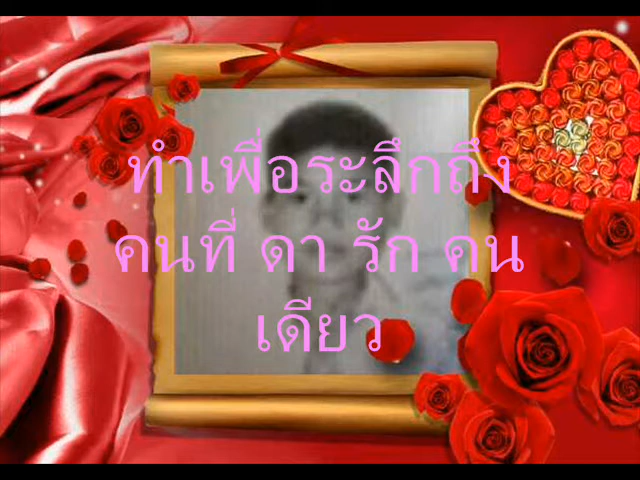 ทำเพื่อระลึกถึง
คนที่ ดา รัก คน
เดียว